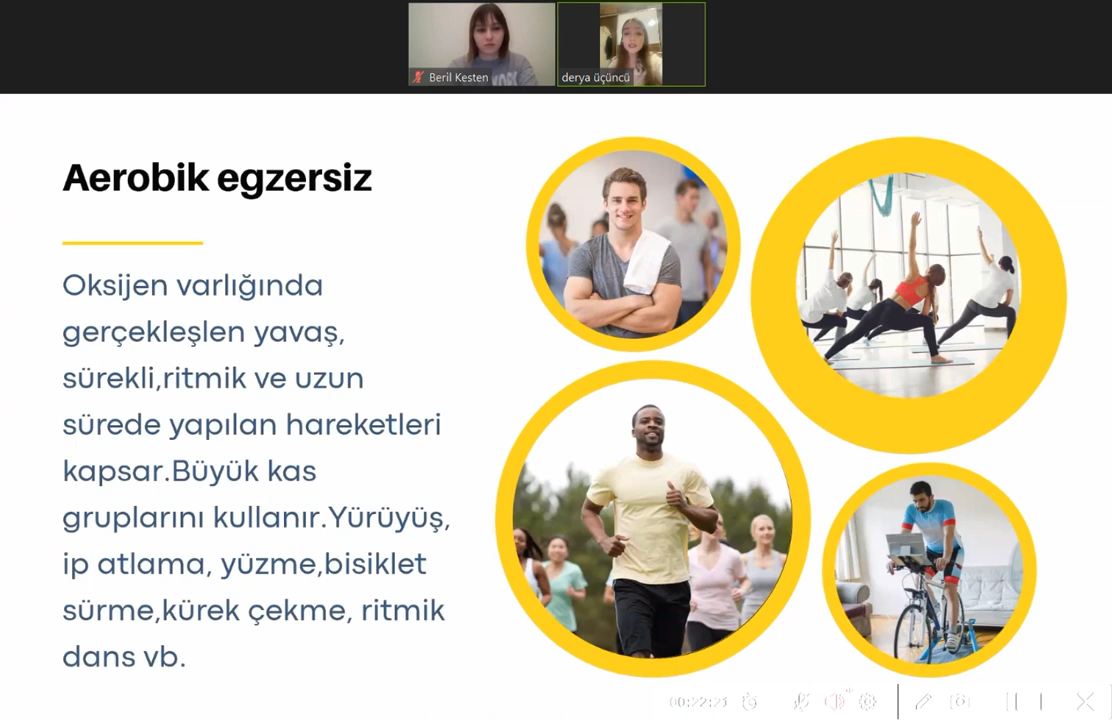 Beril Kesten
derya üçüncü
Aerobik egzersiz
Oksijen varlığında
gerçekleşlen yavaş,
sürekli,ritmik ve uzun
sürede yapılan hareketleri
kapsar.Büyük kas
gruplarını kullanır.Yürüyüş,
ip atlama, yüzme,bisiklet
sürme,kürek çekme, ritmik
dans vb.